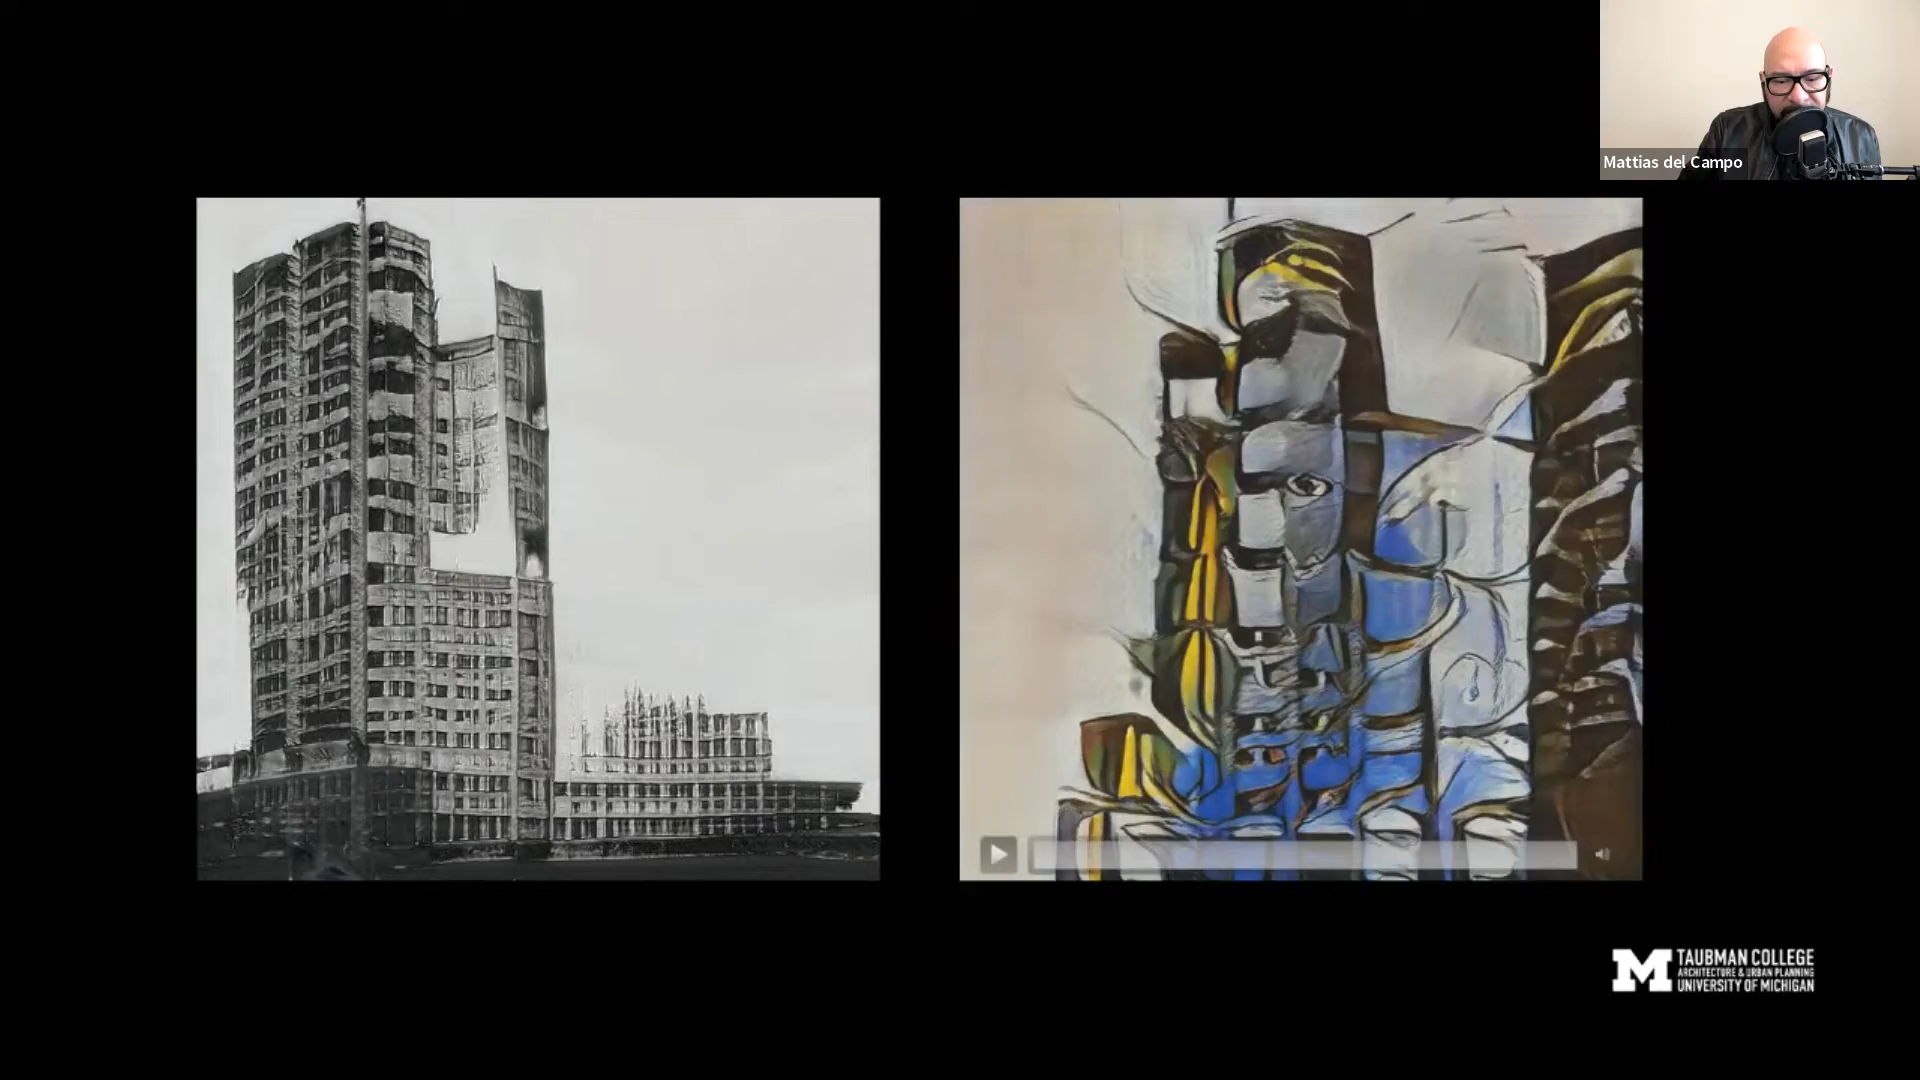 Mattias del Campo
M TAUBMAN COLLEGE
ARCHITECTURE & URBAN PLANNING
UNIVERSITY OF MICHIGAN